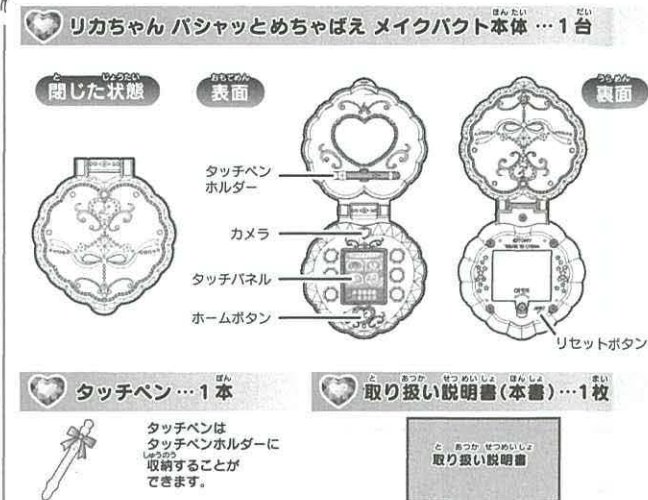 リカちゃん パシャッとめちゃばえ メイクパクト本体 … 1台
閉じた状態
表面
裏面
タッチペン
ホルダー
カメラ
タッチパネル
ホームボタン
OPEN
リセットボタン
タッチペン … 1本
取り扱い説明書(本書) … 1枚
タッチペンは
タッチペンホルダーに
収納することが
できます。
取り扱い説明書